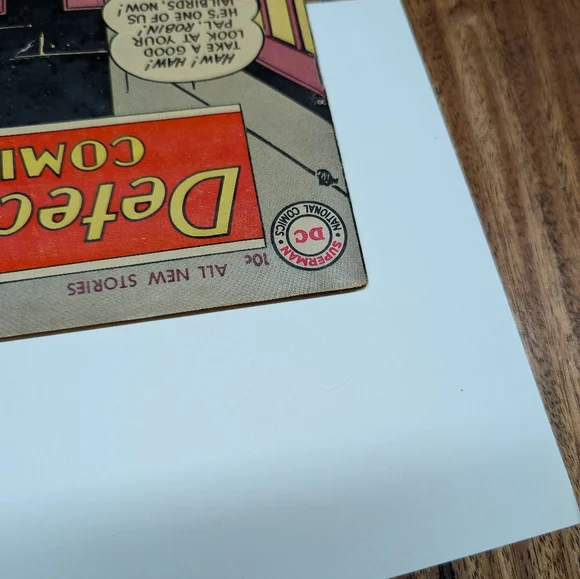 10¢ ALL NEW STORIES
SUPERMAN
DC
NATIONAL COMICS
Detec
COMI
HAW! HAW!
TAKE A GOOD
LOOK AT YOUR
PAL, ROBIN!
HE'S ONE OF US
JAILBIRDS, NOW!